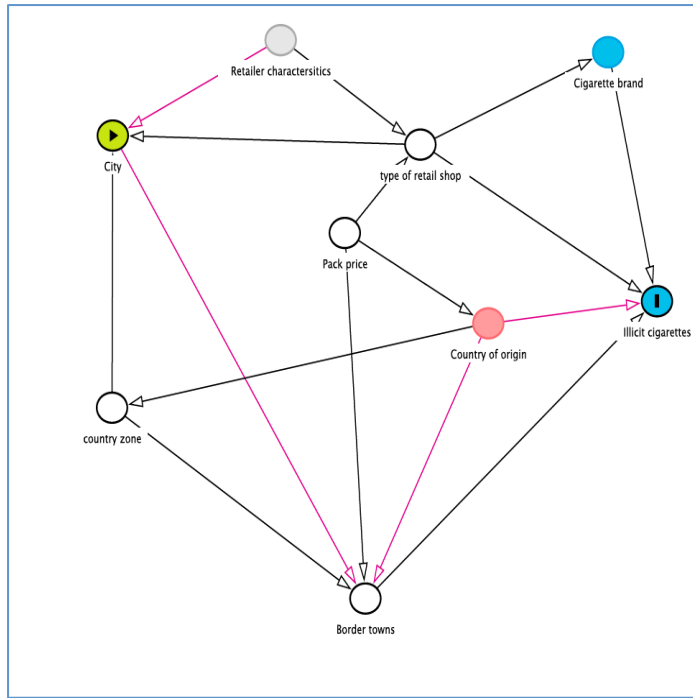 Retailer charactersitics
Cigarette brand
City
type of retail shop
Pack price
Illicit cigarettes
Country of origin
country zone
Border towns